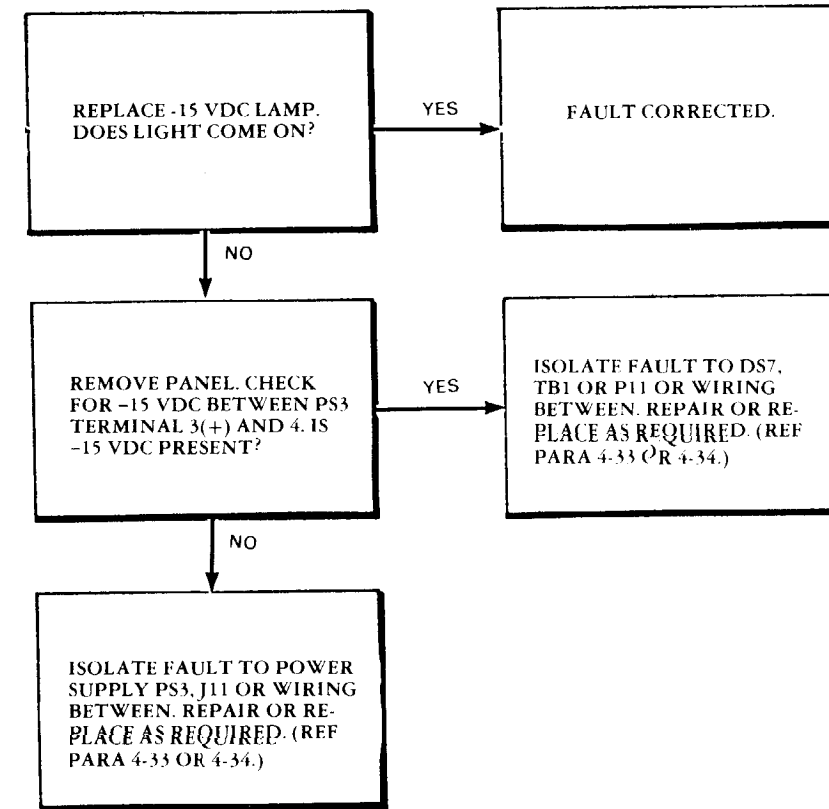 REPLACE -15 VDC LAMP.
DOES LIGHT COME ON?
YES
FAULT CORRECTED.
NO
REMOVE PANEL. CHECK
FOR -15 VDC BETWEEN PS3
TERMINAL 3(+) AND 4. IS
-15 VDC PRESENT?
YES
ISOLATE FAULT TO DS7,
TB1 OR P11 OR WIRING
BETWEEN. REPAIR OR RE-
PLACE AS REQUIRED. (REF
PARA 4-33 OR 4-34.)
NO
ISOLATE FAULT TO POWER
SUPPLY PS3, J11 OR WIRING
BETWEEN. REPAIR OR RE-
PLACE AS REQUIRED. (REF
PARA 4-33 OR 4-34.)